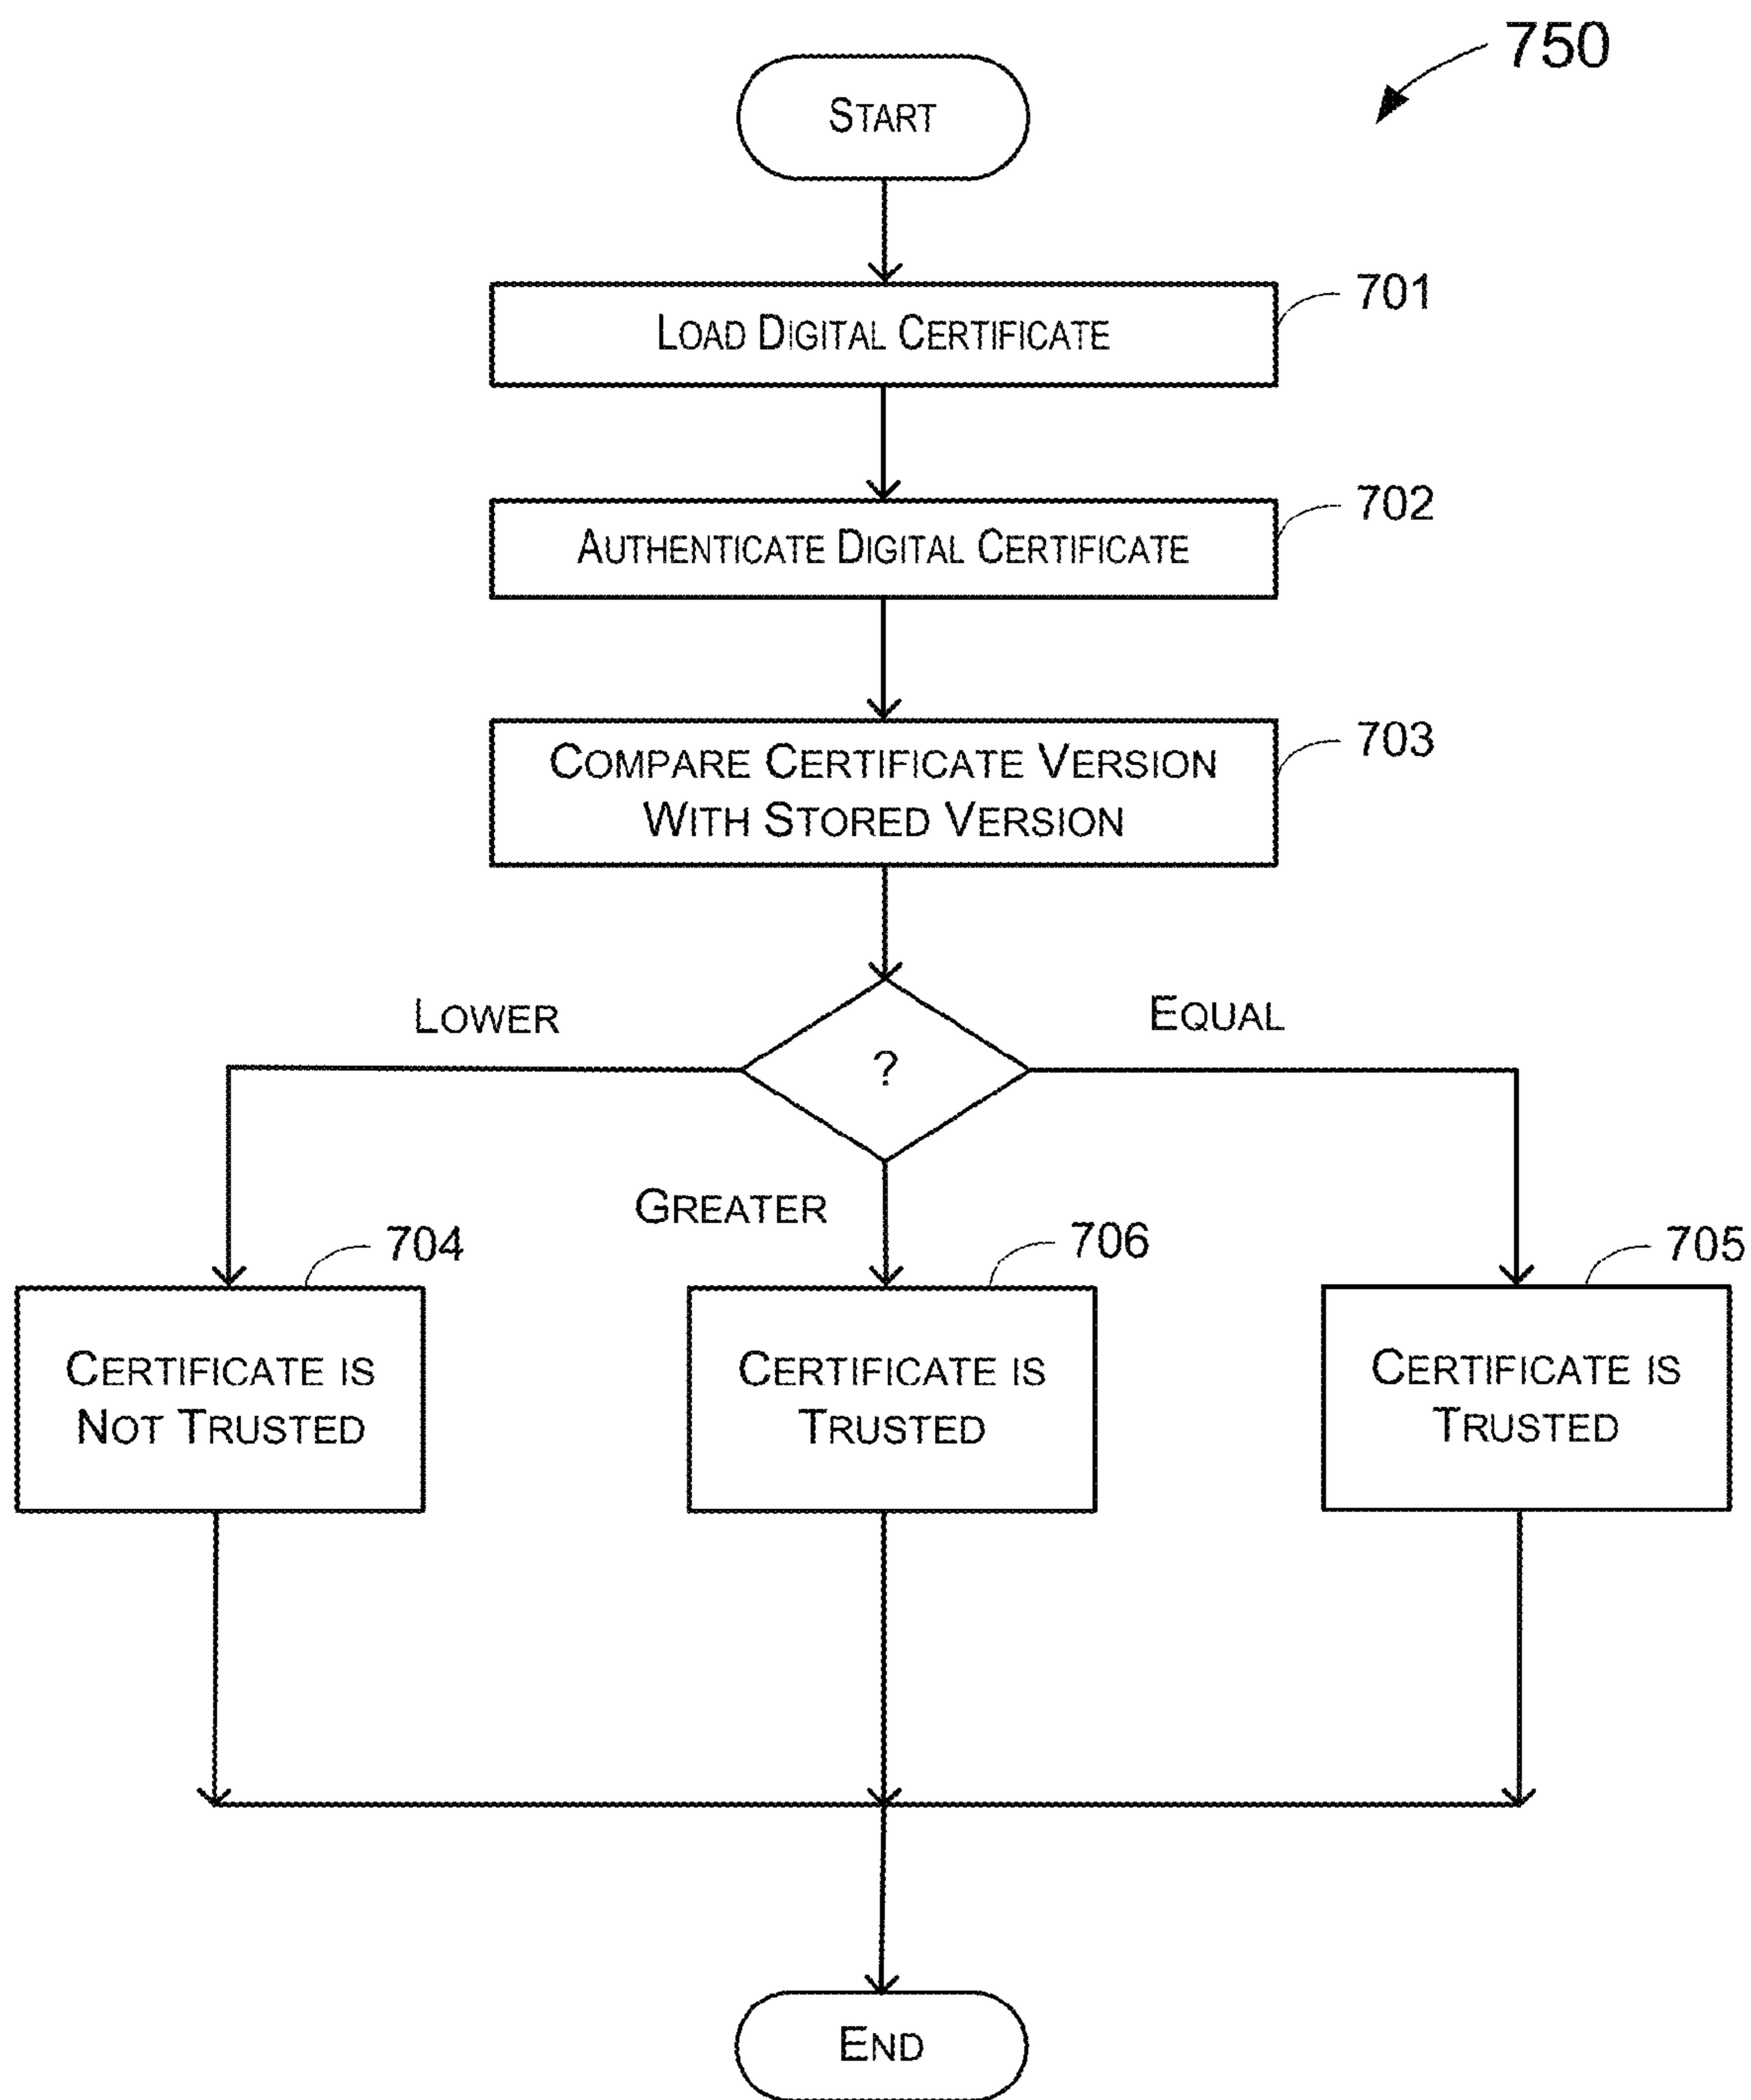 750
START
701
LOAD DIGITAL CERTIFICATE
702
AUTHENTICATE DIGITAL CERTIFICATE
703
COMPARE CERTIFICATE VERSION
WITH STORED VERSION
LOWER
EQUAL
?
GREATER
704
706
705
CERTIFICATE IS
NOT TRUSTED
CERTIFICATE IS
TRUSTED
CERTIFICATE IS
TRUSTED
END